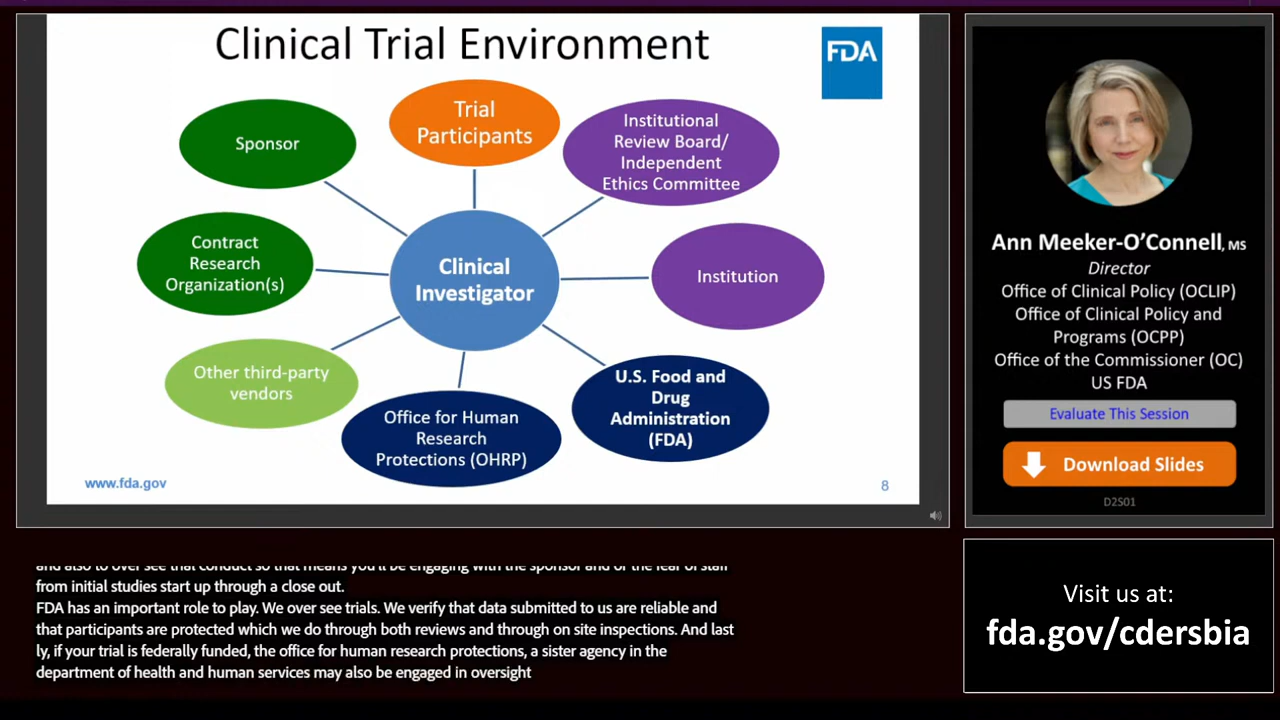 Clinical Trial Environment
FDA
Trial
Participants
Sponsor
Institutional
Review Board/
Independent
Ethics Committee
Contract
Research
Organization(s)
Clinical
Investigator
Institution
Other third-party
vendors
Office for Human
Research
Protections (OHRP)
U.S. Food and
Drug
Administration
(FDA)
www.fda.gov
8
Ann Meeker-O’Connell, MS
Director
Office of Clinical Policy (OCLIP)
Office of Clinical Policy and
Programs (OCPP)
Office of the Commissioner (OC)
US FDA
Evaluate This Session
Download Slides
D2S01
and also to over see trial conduct so that means you'll be engaging with the sponsor and or the fear of staff
from initial studies start up through a close out.
FDA has an important role to play. We over see trials. We verify that data submitted to us are reliable and
that participants are protected which we do through both reviews and through on site inspections. And last
ly, if your trial is federally funded, the office for human research protections, a sister agency in the
department of health and human services may also be engaged in oversight
Visit us at:
fda.gov/cdersbia